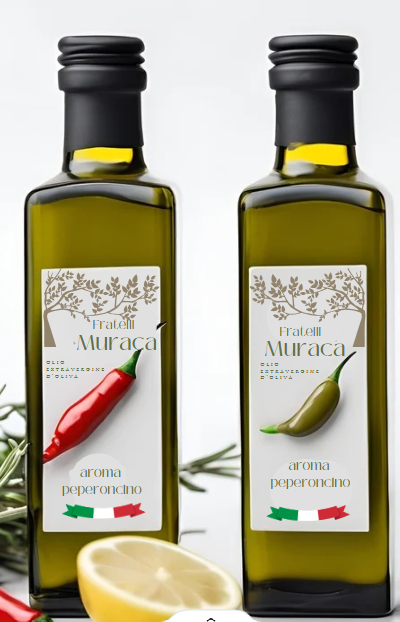 Fratelli
Muraca
OLIO
EXTRAVERGINE
D'OLIVA
aroma
peperoncino
Fratelli
Muraca
OLIO
EXTRAVERGINE
D'OLIVA
aroma
peperoncino